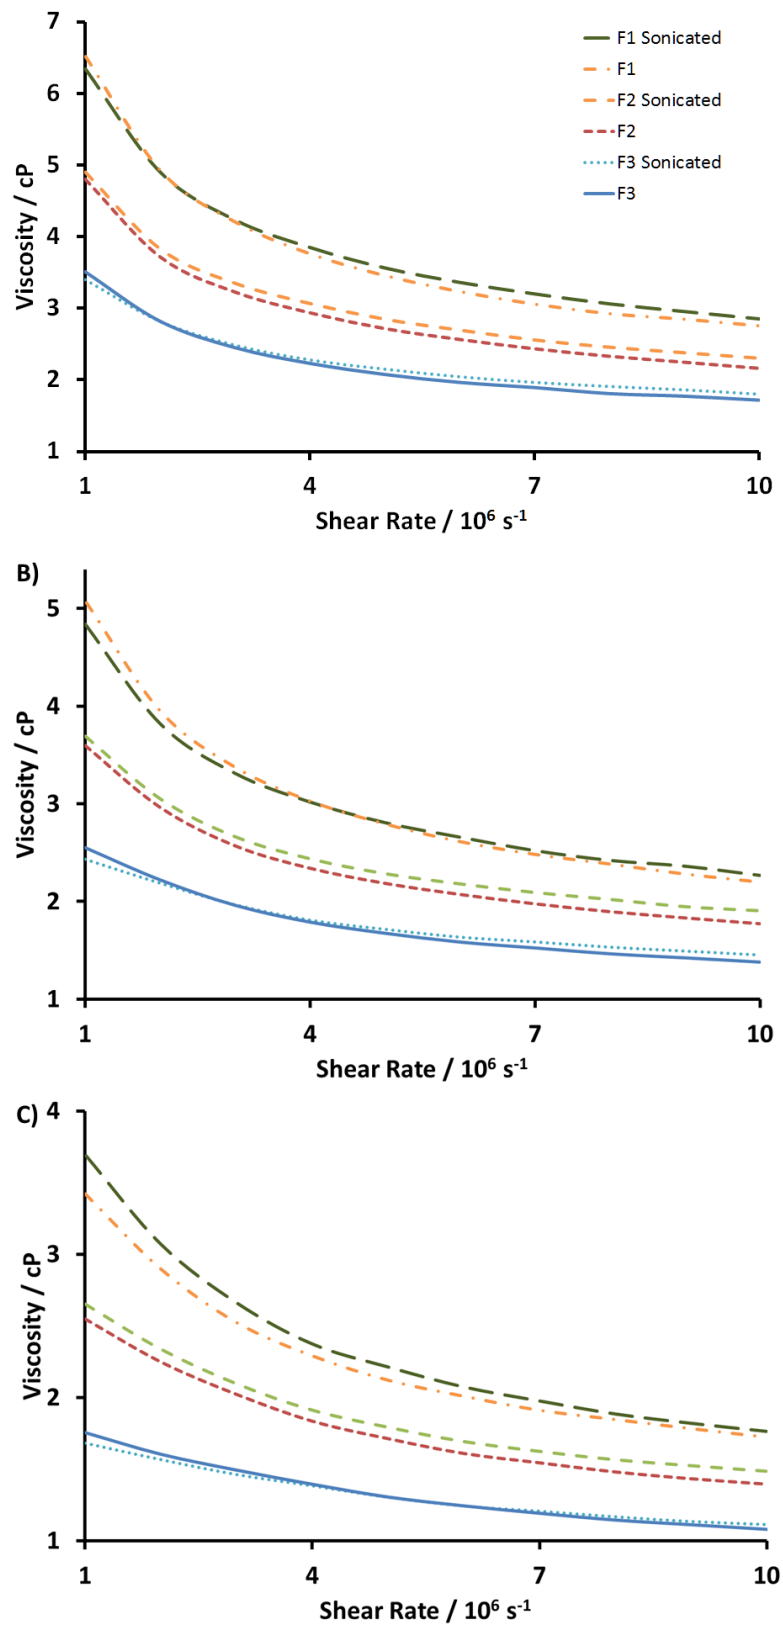 7
6
5
4
3
2
1
Viscosity / cP
F1 Sonicated
F1
F2 Sonicated
F2
F3 Sonicated
F3
1 4 7 10
Shear Rate / 10⁶ s⁻¹
B)
5
4
3
2
1
Viscosity / cP
1 4 7 10
Shear Rate / 10⁶ s⁻¹
C)
4
3
2
1
Viscosity / cP
1 4 7 10
Shear Rate / 10⁶ s⁻¹